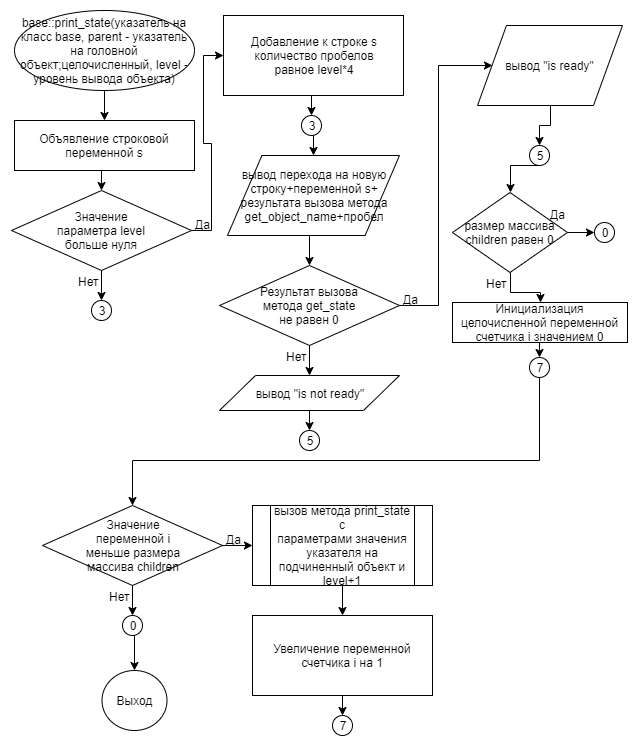 base::print_state(указатель на
класс base, parent - указатель
на головной
объект;целочисленный, level -
уровень вывода объекта)
Объявление строковой
переменной s
Значение
параметра level
больше нуля
Да
Нет
3
Добавление к строке s
количество пробелов
равное level*4
3
вывод перехода на новую
строку+переменной s+
результата вызова метода
get_object_name+пробел
Результат вызова
метода get_state
не равен 0
Да
Нет
вывод "is not ready"
5
вывод "is ready"
5
размер массива
children равен 0
Да
0
Нет
Инициализация
целочисленной переменной
счетчика i значением 0
7
Значение
переменной i
меньше размера
массива children
Да
Нет
0
Выход
вызов метода print_state
с
параметрами значения
указателя на
подчиненный объект и
level+1
Увеличение переменной
счетчика i на 1
7